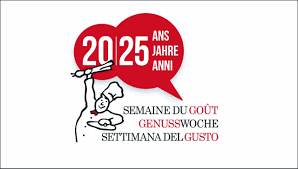 20|25 ANS
JAHRE
ANNI
SEMAINE DU GOÛT
GENUSSWOCHE
SETTIMANA DEL GUSTO